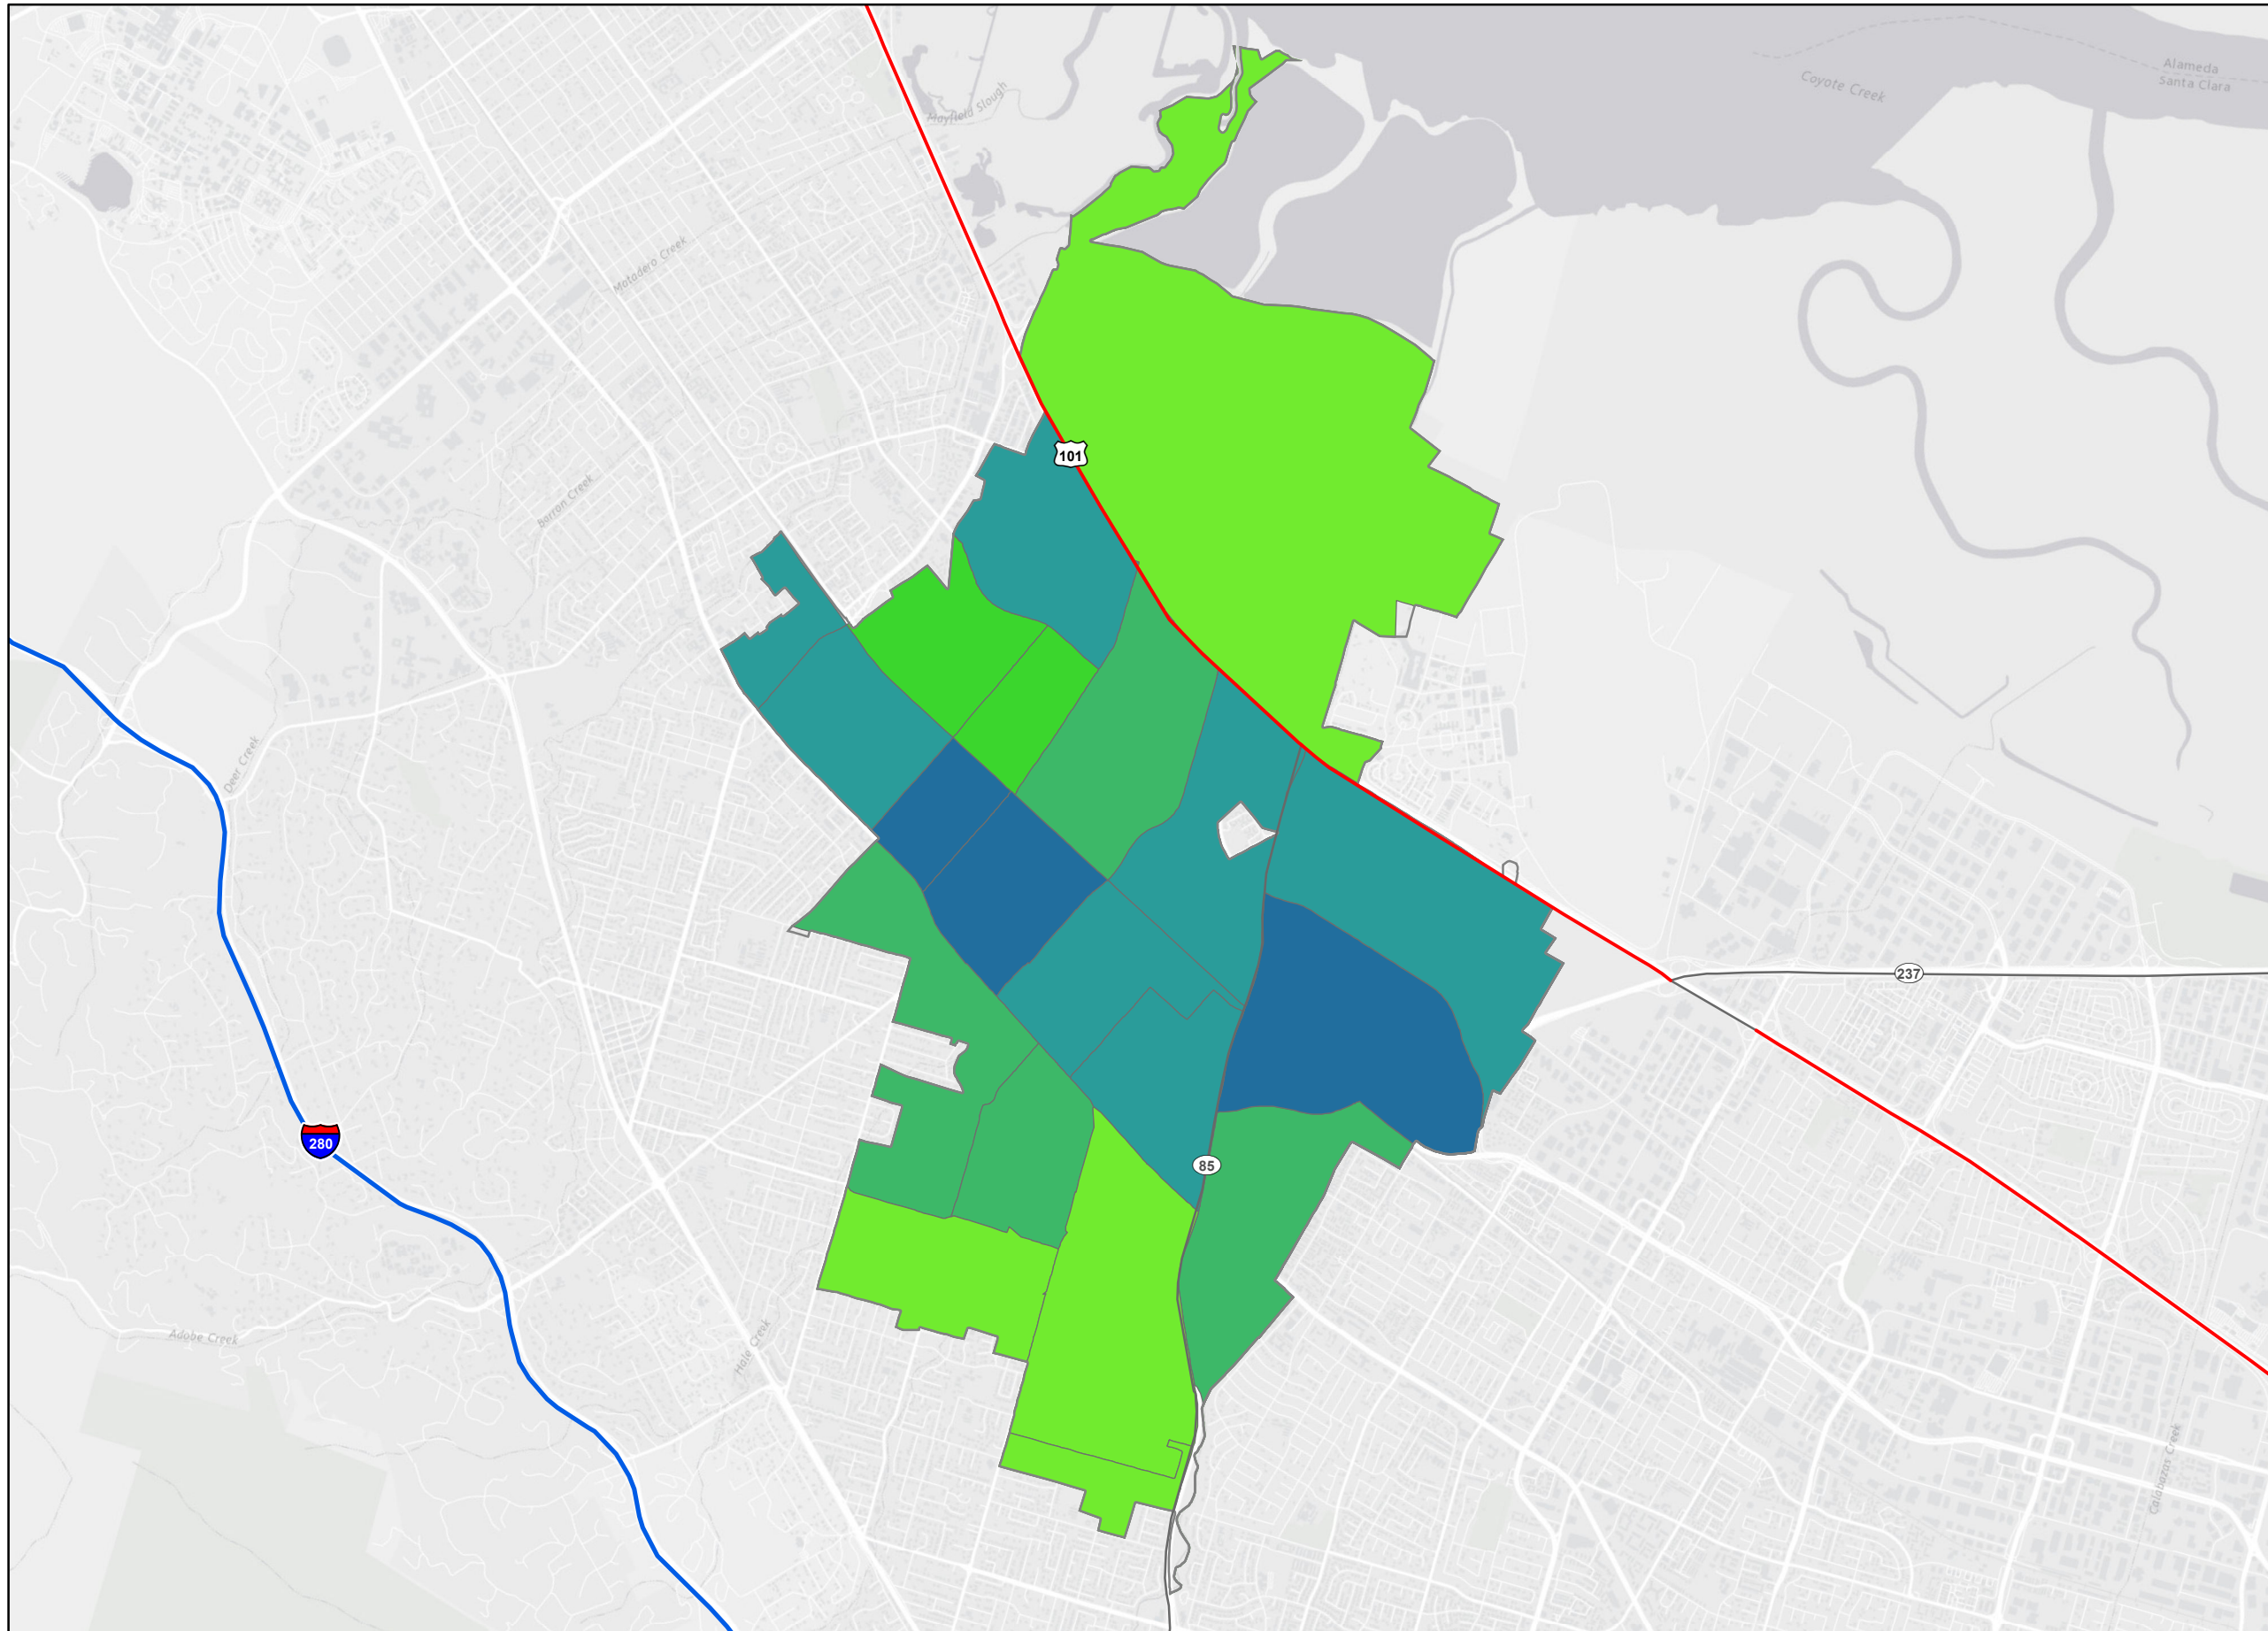 Alameda
Santa Clara
Coyote Creek
Mayfield Slough
Matadero Creek
101
Barron Creek
Deer Creek
237
280
85
Adobe Creek
Hale Creek
Calabazas Creek